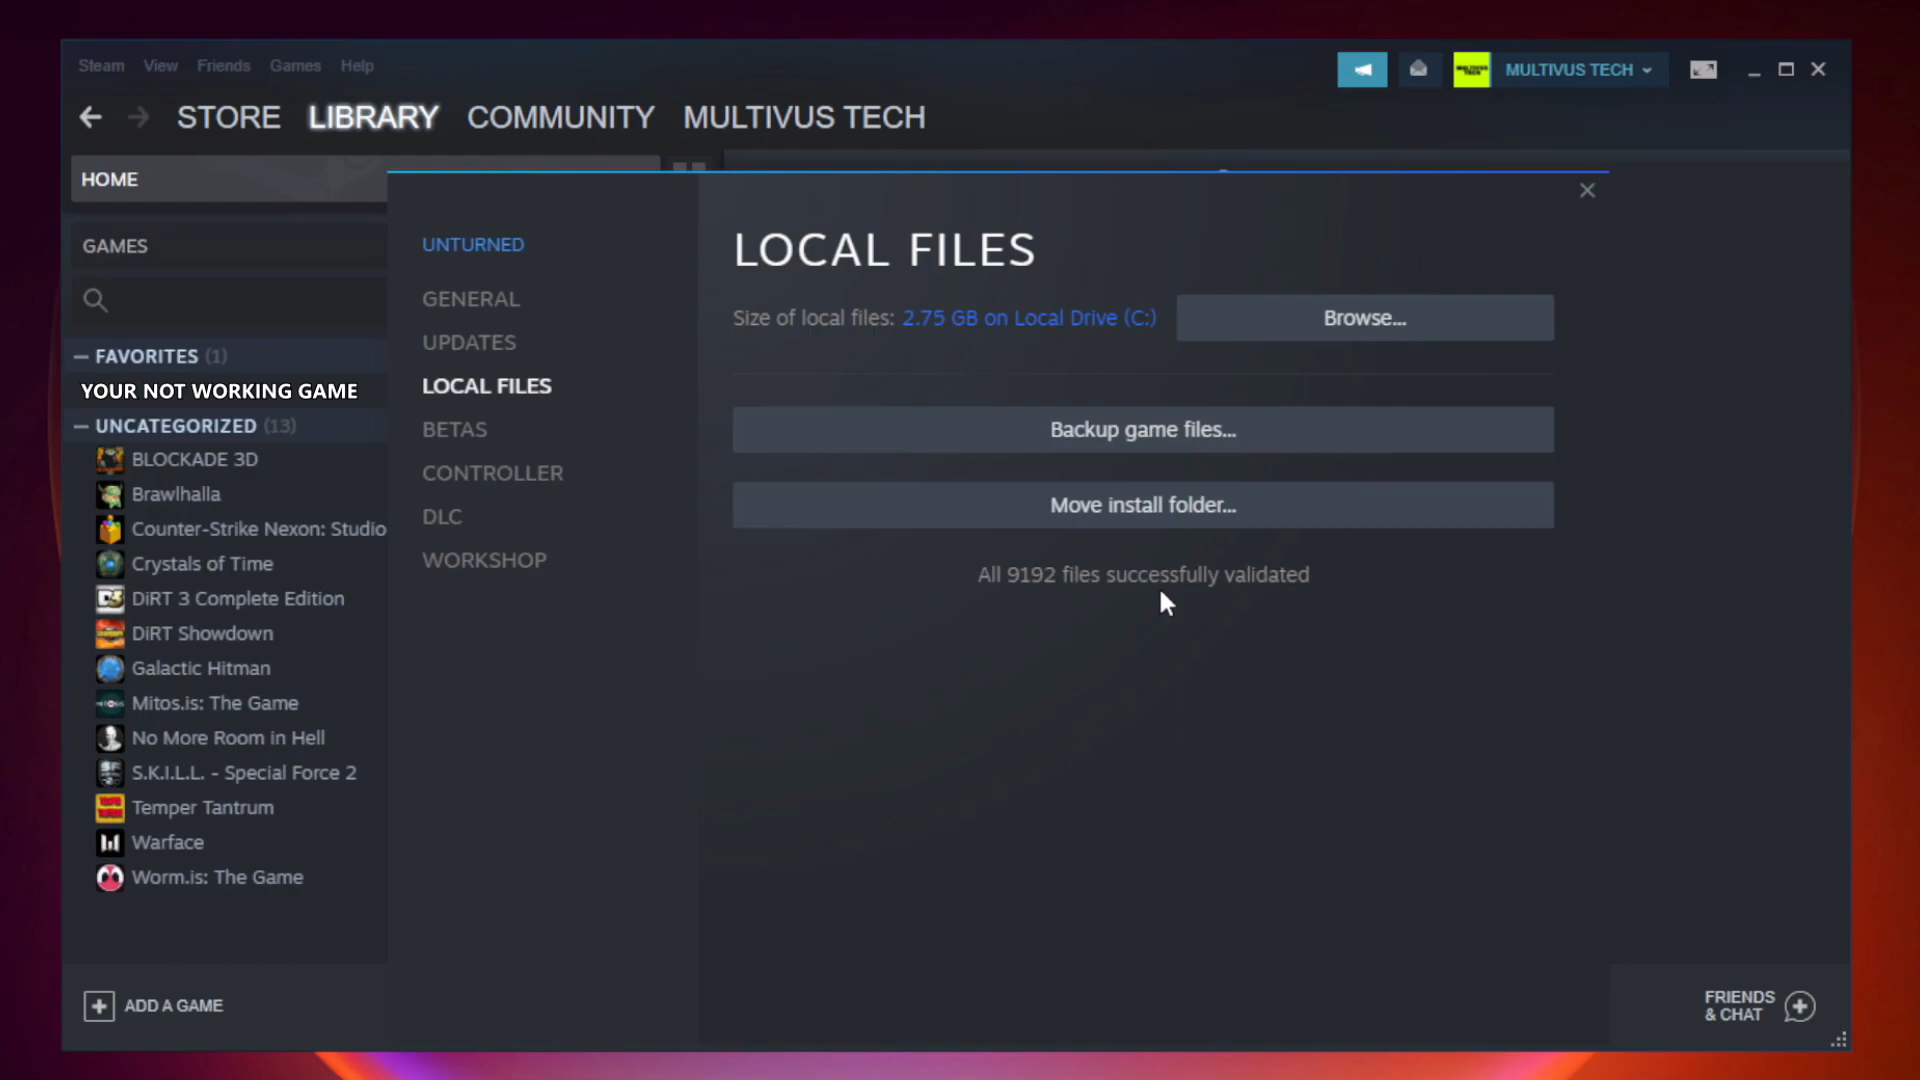 Steam View Friends Games Help
MULTIVUS TECH
STORE LIBRARY COMMUNITY MULTIVUS TECH
HOME
GAMES
FAVORITES (1)
YOUR NOT WORKING GAME
UNCATEGORIZED (13)
BLOCKADE 3D
Brawlhalla
Counter-Strike Nexon: Studio
Crystals of Time
DiRT 3 Complete Edition
DiRT Showdown
Galactic Hitman
Mitos.is: The Game
No More Room in Hell
S.K.I.L.L. - Special Force 2
Temper Tantrum
Warface
Worm.is: The Game
ADD A GAME
UNTURNED
GENERAL
UPDATES
LOCAL FILES
BETAS
CONTROLLER
DLC
WORKSHOP
LOCAL FILES
Size of local files: 2.75 GB on Local Drive (C:)
Browse...
Backup game files...
Move install folder...
All 9192 files successfully validated
FRIENDS
& CHAT